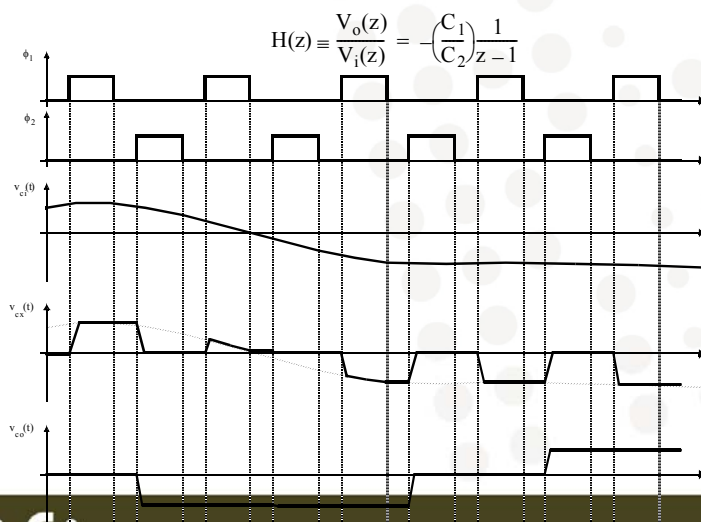 H(z) ≡ V_o(z)/V_i(z) = −(C_1/C_2) 1/(z − 1)
ϕ_1
ϕ_2
v_ci(t)
v_cx(t)
v_co(t)